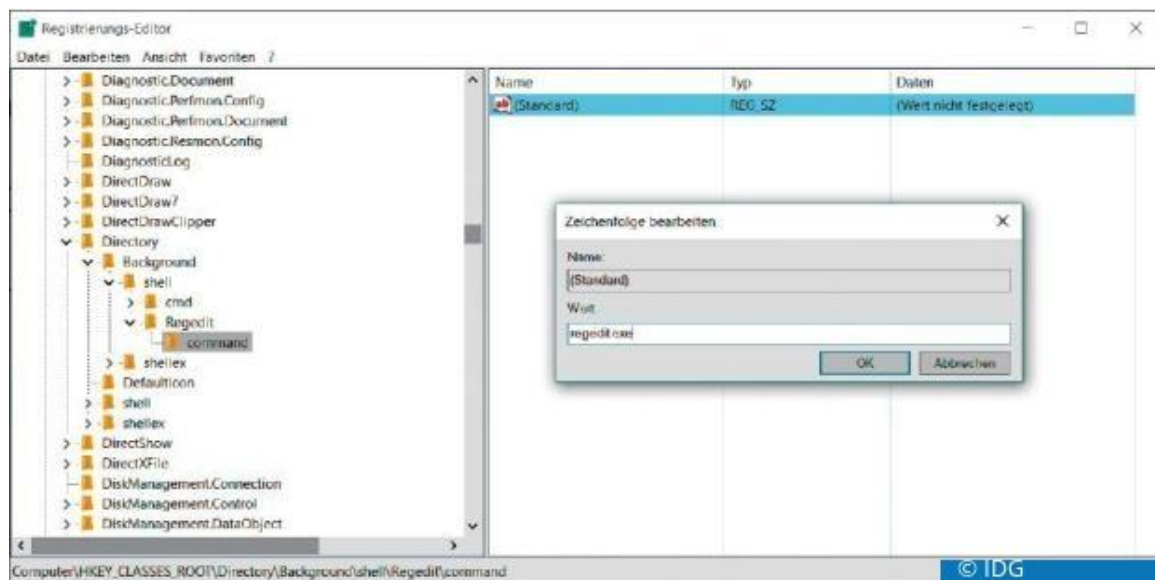 Registrierungs-Editor
Datei Bearbeiten Ansicht Favoriten ?
Diagnostic.Document
Diagnostic.Perfmon.Config
Diagnostic.Perfmon.Document
Diagnostic.Resmon.Config
DiagnosticLog
DirectDraw
DirectDraw7
DirectDrawClipper
Directory
Background
shell
cmd
Regedit
command
shellex
DefaultIcon
shell
shellex
DirectShow
DirectXFile
DiskManagement.Connection
DiskManagement.Control
DiskManagement.DataObject
Name Typ Daten
(Standard) REG_SZ (Wert nicht festgelegt)
Zeichenfolge bearbeiten
Name:
(Standard)
Wert
regedit.exe
OK Abbrechen
Computer\HKEY_CLASSES_ROOT\Directory\Background\shell\Regedit\command
© IDG